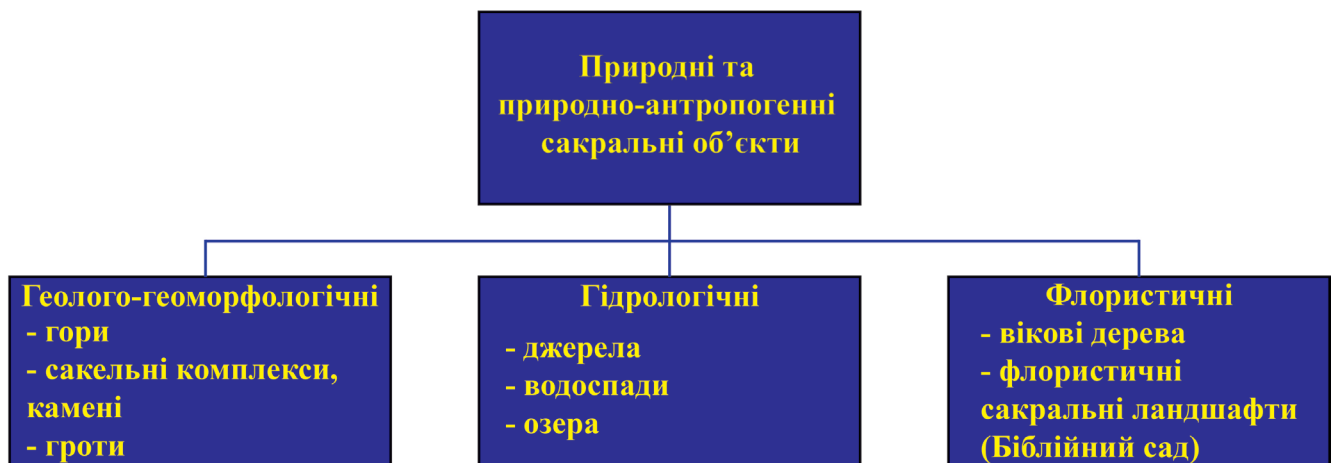 Природні та
природно-антропогенні
сакральні об’єкти
Геолого-геоморфологічні
- гори
- сакельні комплекси,
камені
- гроти
Гідрологічні
- джерела
- водоспади
- озера
Флористичні
- вікові дерева
- флористичні
сакральні ландшафти
(Біблійний сад)